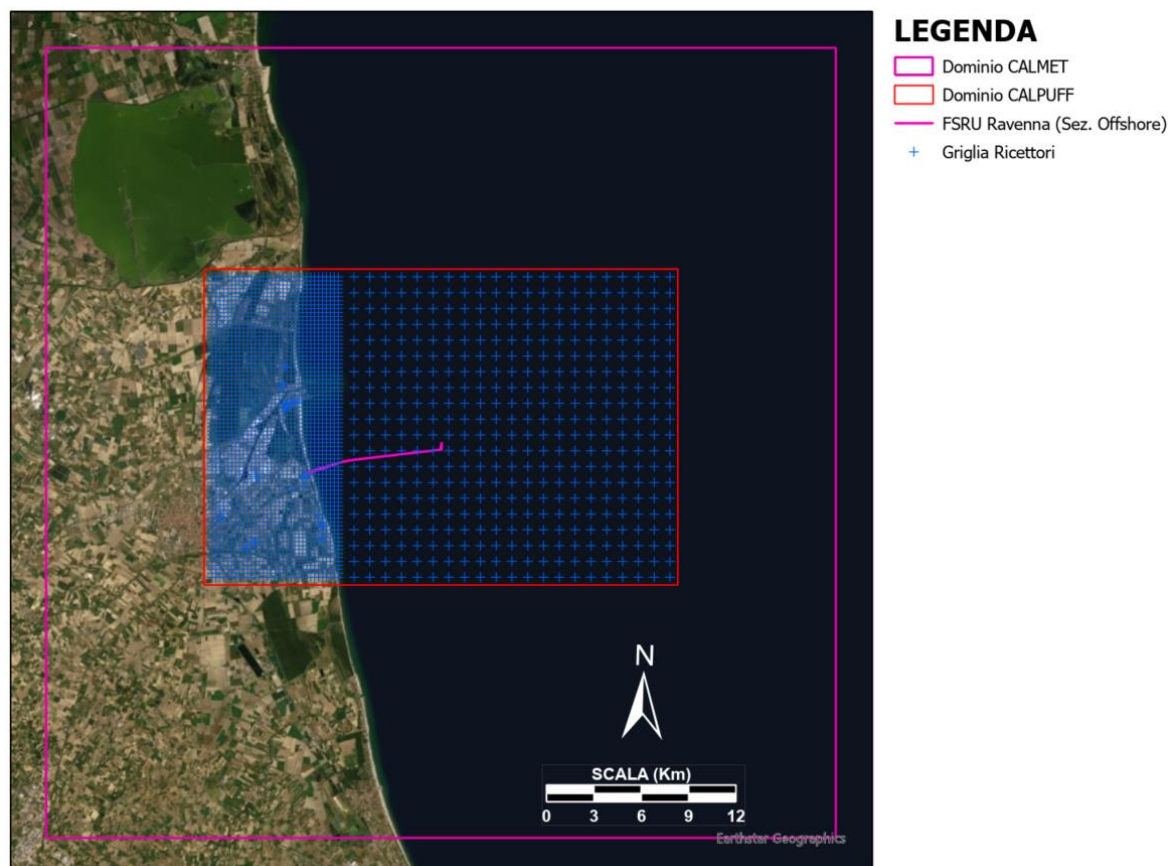 LEGENDA
Dominio CALMET
Dominio CALPUFF
FSRU Ravenna (Sez. Offshore)
Griglia Ricettori
N
SCALA (Km)
0 3 6 9 12
Earthstar Geographics